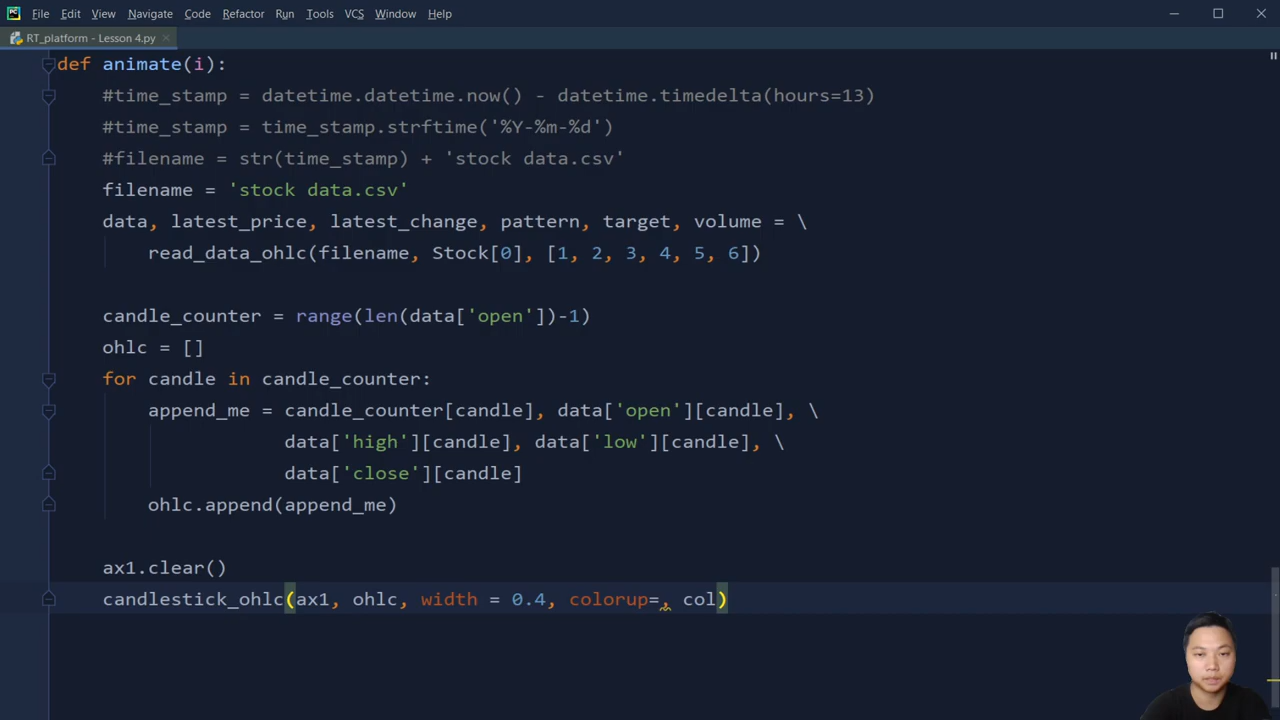 File Edit View Navigate Code Refactor Run Tools VCS Window Help
RT_platform - Lesson 4.py
def animate(i):
#time_stamp = datetime.datetime.now() - datetime.timedelta(hours=13)
#time_stamp = time_stamp.strftime('%Y-%m-%d')
#filename = str(time_stamp) + 'stock data.csv'
filename = 'stock data.csv'
data, latest_price, latest_change, pattern, target, volume = \
read_data_ohlc(filename, Stock[0], [1, 2, 3, 4, 5, 6])
candle_counter = range(len(data['open'])-1)
ohlc = []
for candle in candle_counter:
append_me = candle_counter[candle], data['open'][candle], \
data['high'][candle], data['low'][candle], \
data['close'][candle]
ohlc.append(append_me)
ax1.clear()
candlestick_ohlc(ax1, ohlc, width = 0.4, colorup=, col)